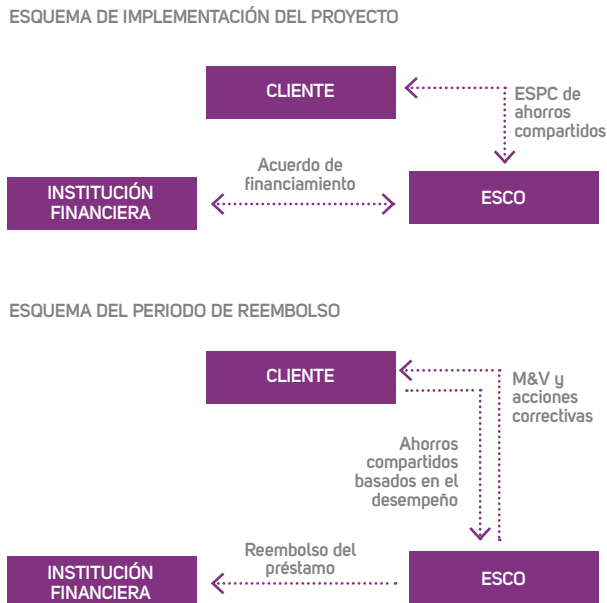 ESQUEMA DE IMPLEMENTACIÓN DEL PROYECTO
CLIENTE
ESPC de
ahorros
compartidos
Acuerdo de
financiamiento
INSTITUCIÓN
FINANCIERA
ESCO
ESQUEMA DEL PERIODO DE REEMBOLSO
CLIENTE
M&V y
acciones
correctivas
Ahorros
compartidos
basados en el
desempeño
Reembolso del
préstamo
INSTITUCIÓN
FINANCIERA
ESCO